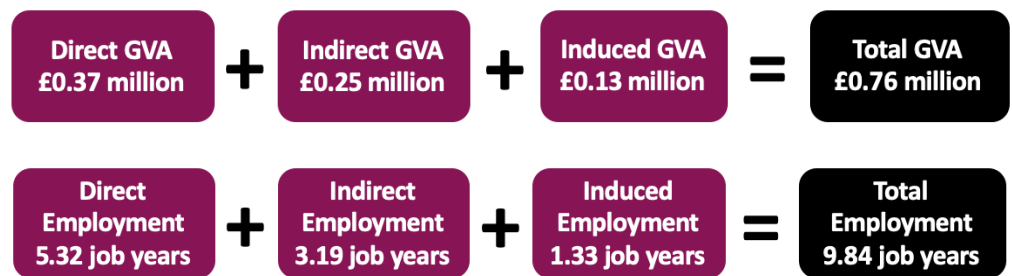 Direct GVA
£0.37 million
+
Indirect GVA
£0.25 million
+
Induced GVA
£0.13 million
=
Total GVA
£0.76 million
Direct
Employment
5.32 job years
+
Indirect
Employment
3.19 job years
+
Induced
Employment
1.33 job years
=
Total
Employment
9.84 job years